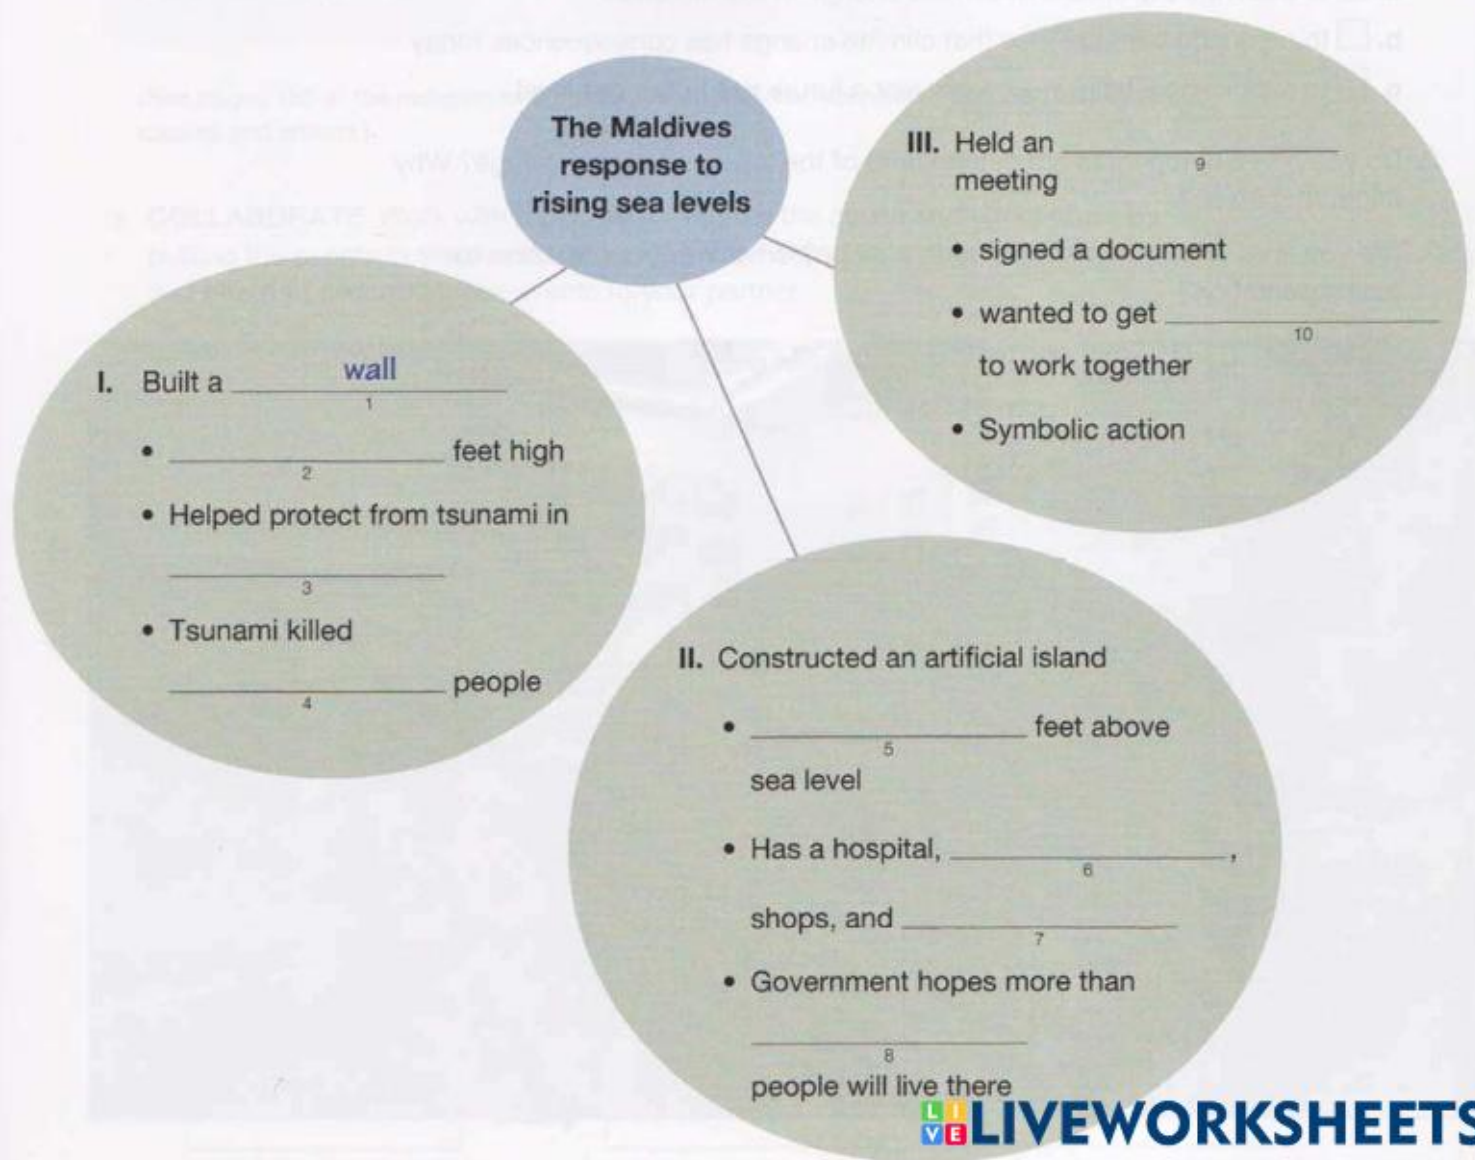 The Maldives
response to
rising sea levels
I. Built a wall
1
• feet high
2
• Helped protect from tsunami in
3
• Tsunami killed
people
4
II. Constructed an artificial island
• feet above
5
sea level
• Has a hospital, ,
6
shops, and
7
• Government hopes more than
8
people will live there
III. Held an
9
meeting
• signed a document
• wanted to get
10
to work together
• Symbolic action
LIVE LIVEWORKSHEETS